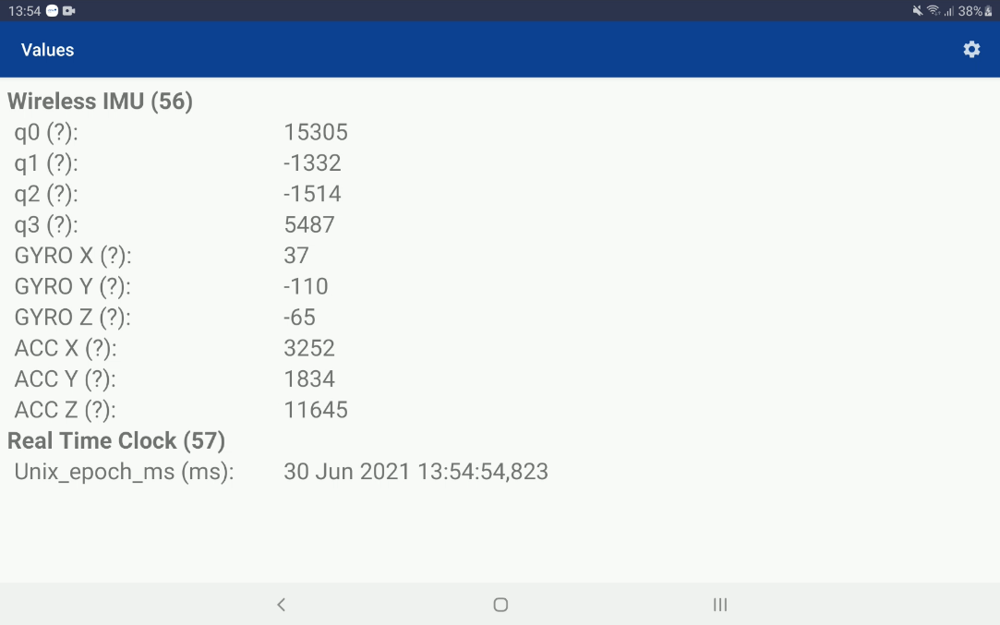 13:54 38%
Values
Wireless IMU (56)
q0 (?): 15305
q1 (?): -1332
q2 (?): -1514
q3 (?): 5487
GYRO X (?): 37
GYRO Y (?): -110
GYRO Z (?): -65
ACC X (?): 3252
ACC Y (?): 1834
ACC Z (?): 11645
Real Time Clock (57)
Unix_epoch_ms (ms): 30 Jun 2021 13:54:54,823